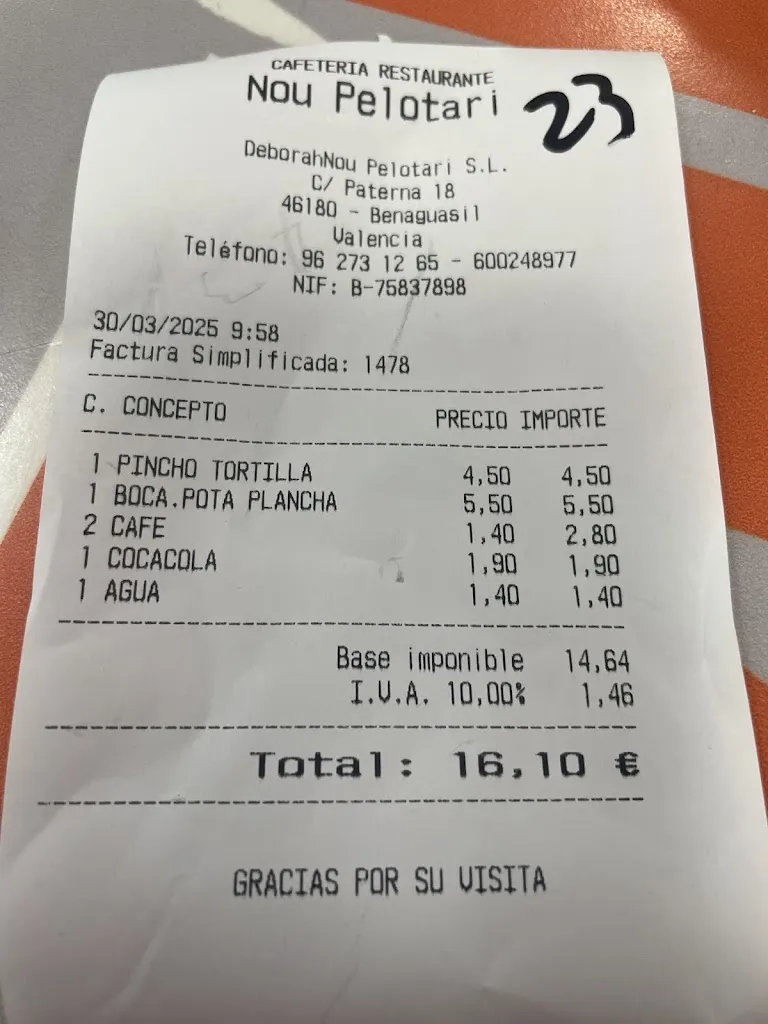 CAFETERIA RESTAURANTE
Nou Pelotari
23
DeborahNou Pelotari S.L.
C/ Paterna 18
46180 - Benaguasil
Valencia
Teléfono: 96 273 12 65 - 600248977
NIF: B-75837898
30/03/2025 9:58
Factura Simplificada: 1478
C. CONCEPTO PRECIO IMPORTE
1 PINCHO TORTILLA 4,50 4,50
1 BOCA.POTA PLANCHA 5,50 5,50
2 CAFE 1,40 2,80
1 COCACOLA 1,90 1,90
1 AGUA 1,40 1,40
Base imponible 14,64
I.V.A. 10,00% 1,46
Total: 16,10 €
GRACIAS POR SU VISITA